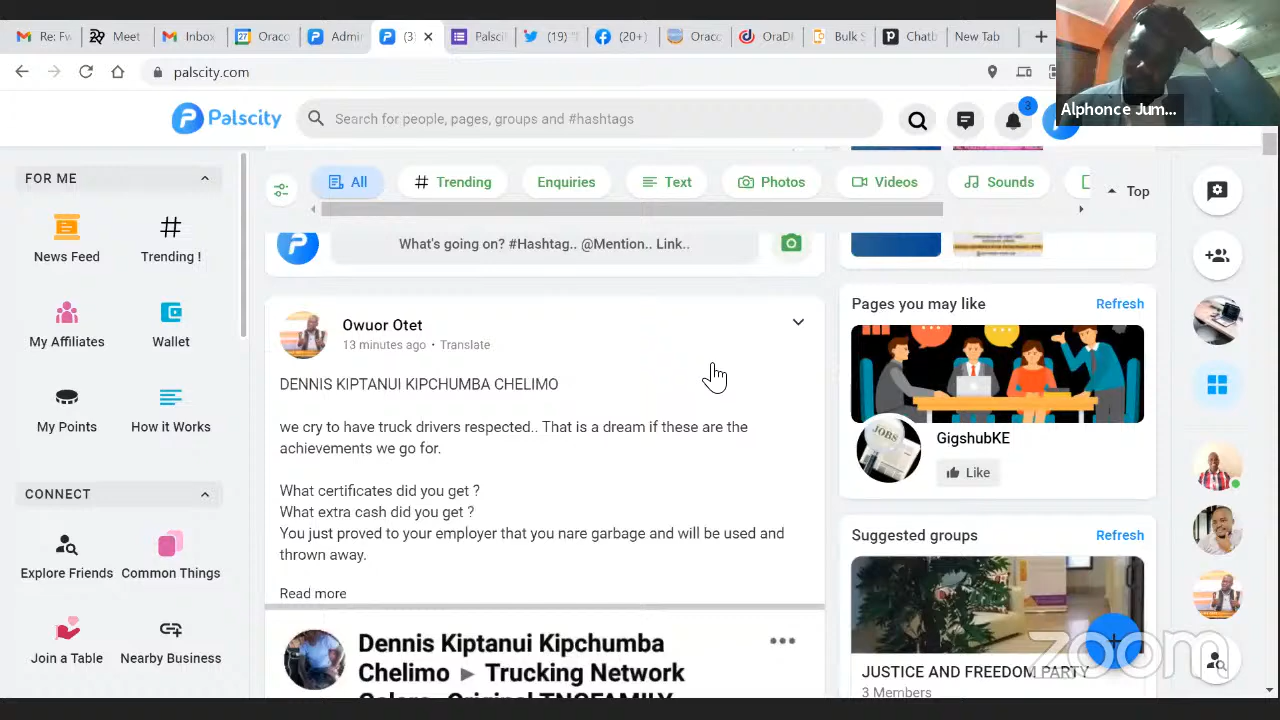 Re: Fw
Meet
Inbox
Oraco
Admi
(3)
Palsci
(19) "
(20+)
Oracc
OraDI
Bulk S
Chatb
New Tab
palscity.com
Alphonce Jum...
Palscity
Search for people, pages, groups and #hashtags
3
FOR ME
News Feed
Trending !
My Affiliates
Wallet
My Points
How it Works
CONNECT
Explore Friends
Common Things
Join a Table
Nearby Business
All
# Trending
Enquiries
Text
Photos
Videos
Sounds
Top
What's going on? #Hashtag.. @Mention.. Link..
Owuor Otet
13 minutes ago • Translate
DENNIS KIPTANUI KIPCHUMBA CHELIMO
we cry to have truck drivers respected.. That is a dream if these are the
achievements we go for.
What certificates did you get ?
What extra cash did you get ?
You just proved to your employer that you nare garbage and will be used and
thrown away.
Read more
Dennis Kiptanui Kipchumba
Chelimo ▸ Trucking Network
Pages you may like
Refresh
JOBS
GigshubKE
Like
Suggested groups
Refresh
JUSTICE AND FREEDOM PARTY
3 Members
zoom